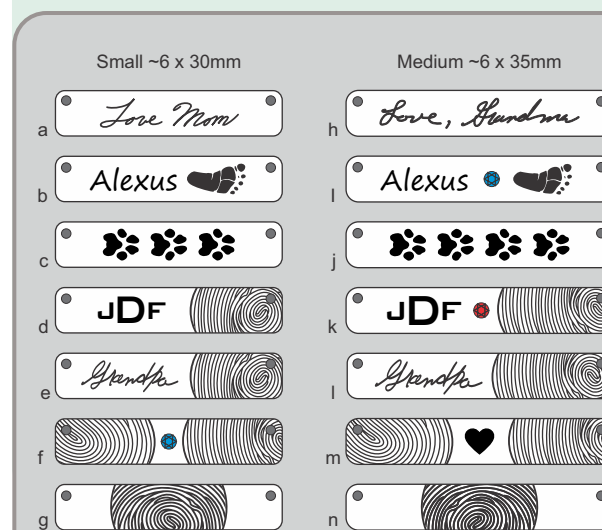 Small ~6 x 30mm
Medium ~6 x 35mm
a Love Mom
h Love, Grandma
b Alexus
l Alexus
c
j
d JDF
k JDF
e Grandpa
l Grandpa
f
m
g
n